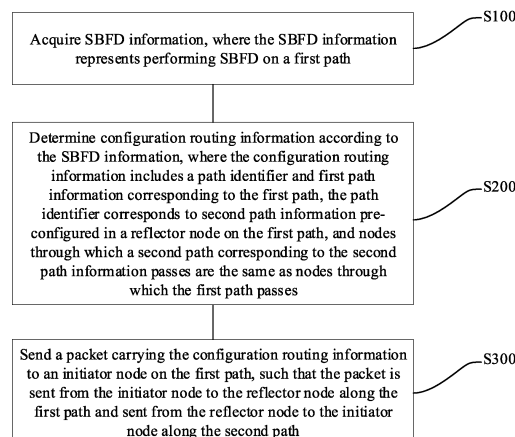 S100
Acquire SBFD information, where the SBFD information
represents performing SBFD on a first path
Determine configuration routing information according to
the SBFD information, where the configuration routing
information includes a path identifier and first path
information corresponding to the first path, the path
identifier corresponds to second path information pre-
configured in a reflector node on the first path, and nodes
through which a second path corresponding to the second
path information passes are the same as nodes through
which the first path passes
S200
Send a packet carrying the configuration routing information
to an initiator node on the first path, such that the packet is
sent from the initiator node to the reflector node along the
first path and sent from the reflector node to the initiator
node along the second path
S300